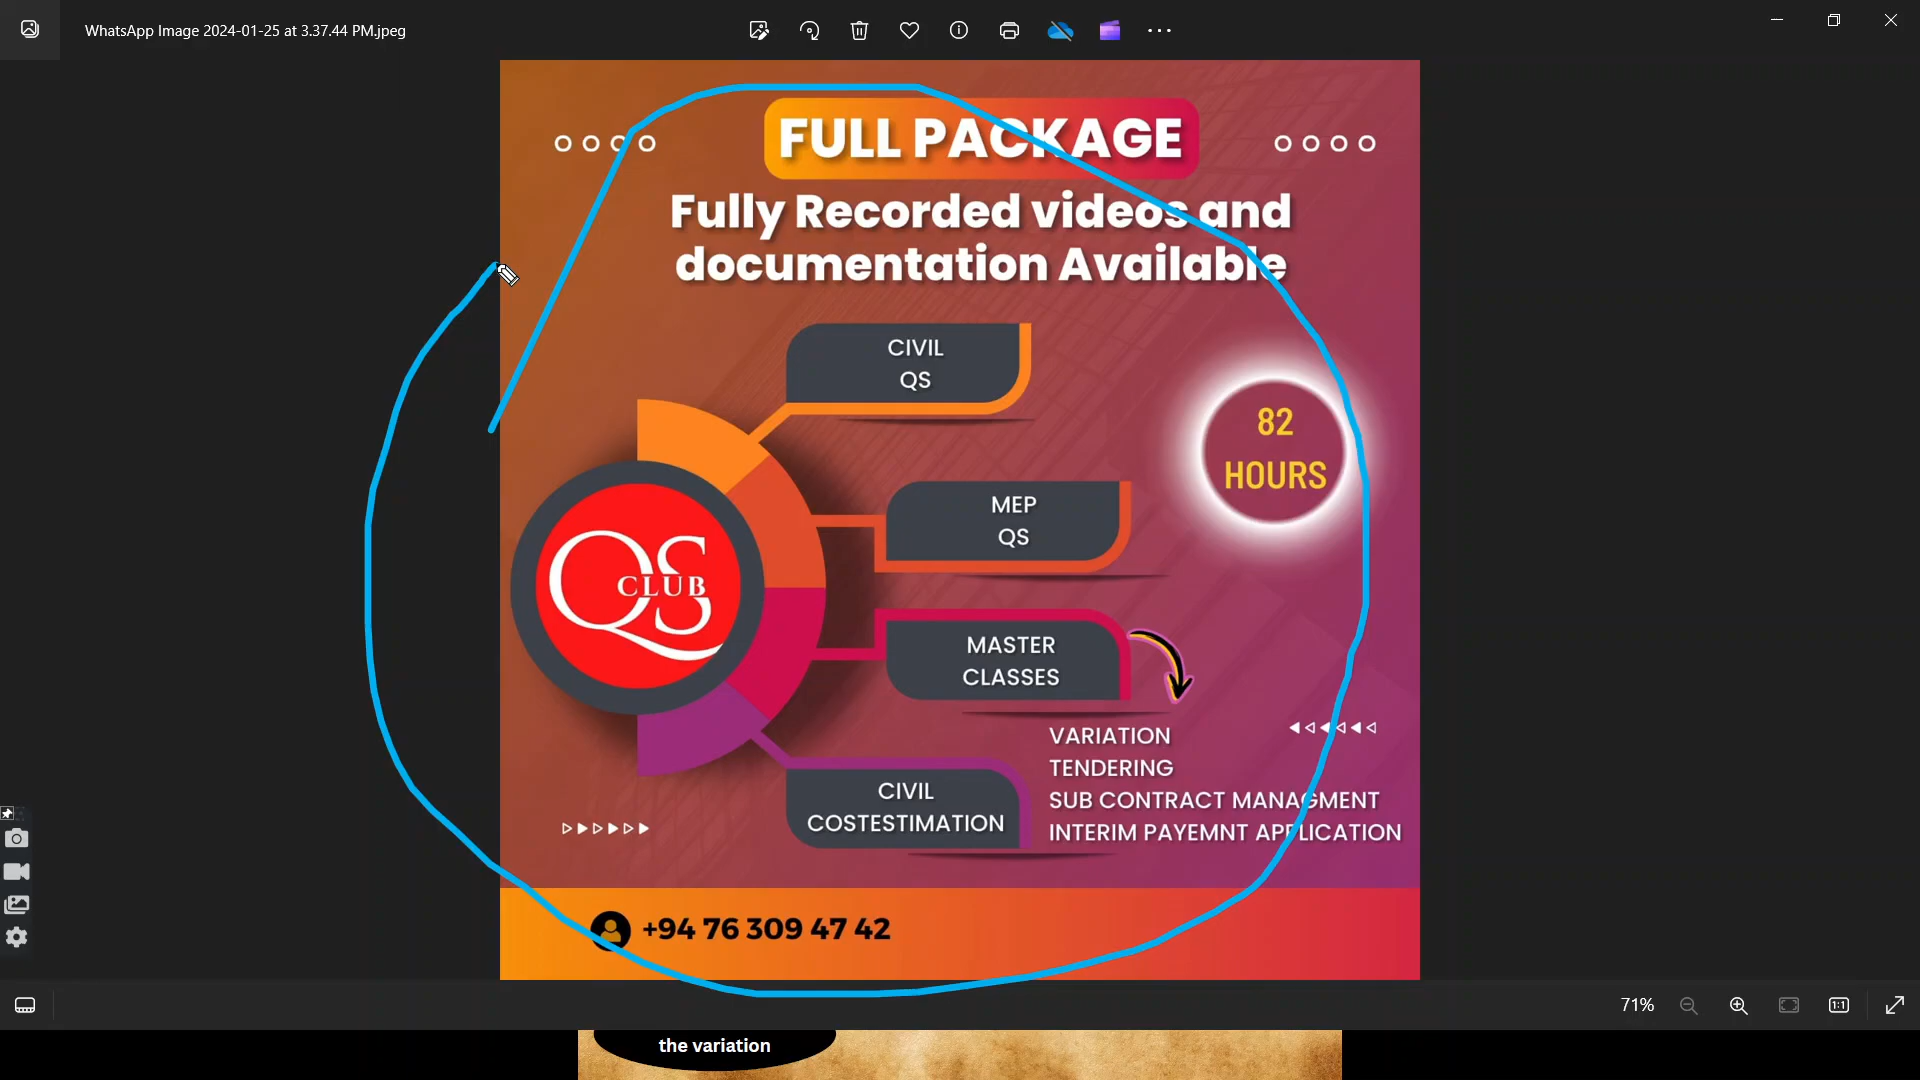 WhatsApp Image 2024-01-25 at 3.37.44 PM.jpeg
FULL PACKAGE
Fully Recorded videos and
documentation Available
CIVIL
QS
82
HOURS
MEP
QS
QS
CLUB
MASTER
CLASSES
VARIATION
TENDERING
SUB CONTRACT MANAGMENT
INTERIM PAYEMNT APPLICATION
CIVIL
COSTESTIMATION
+94 76 309 47 42
71%
1:1
the variation